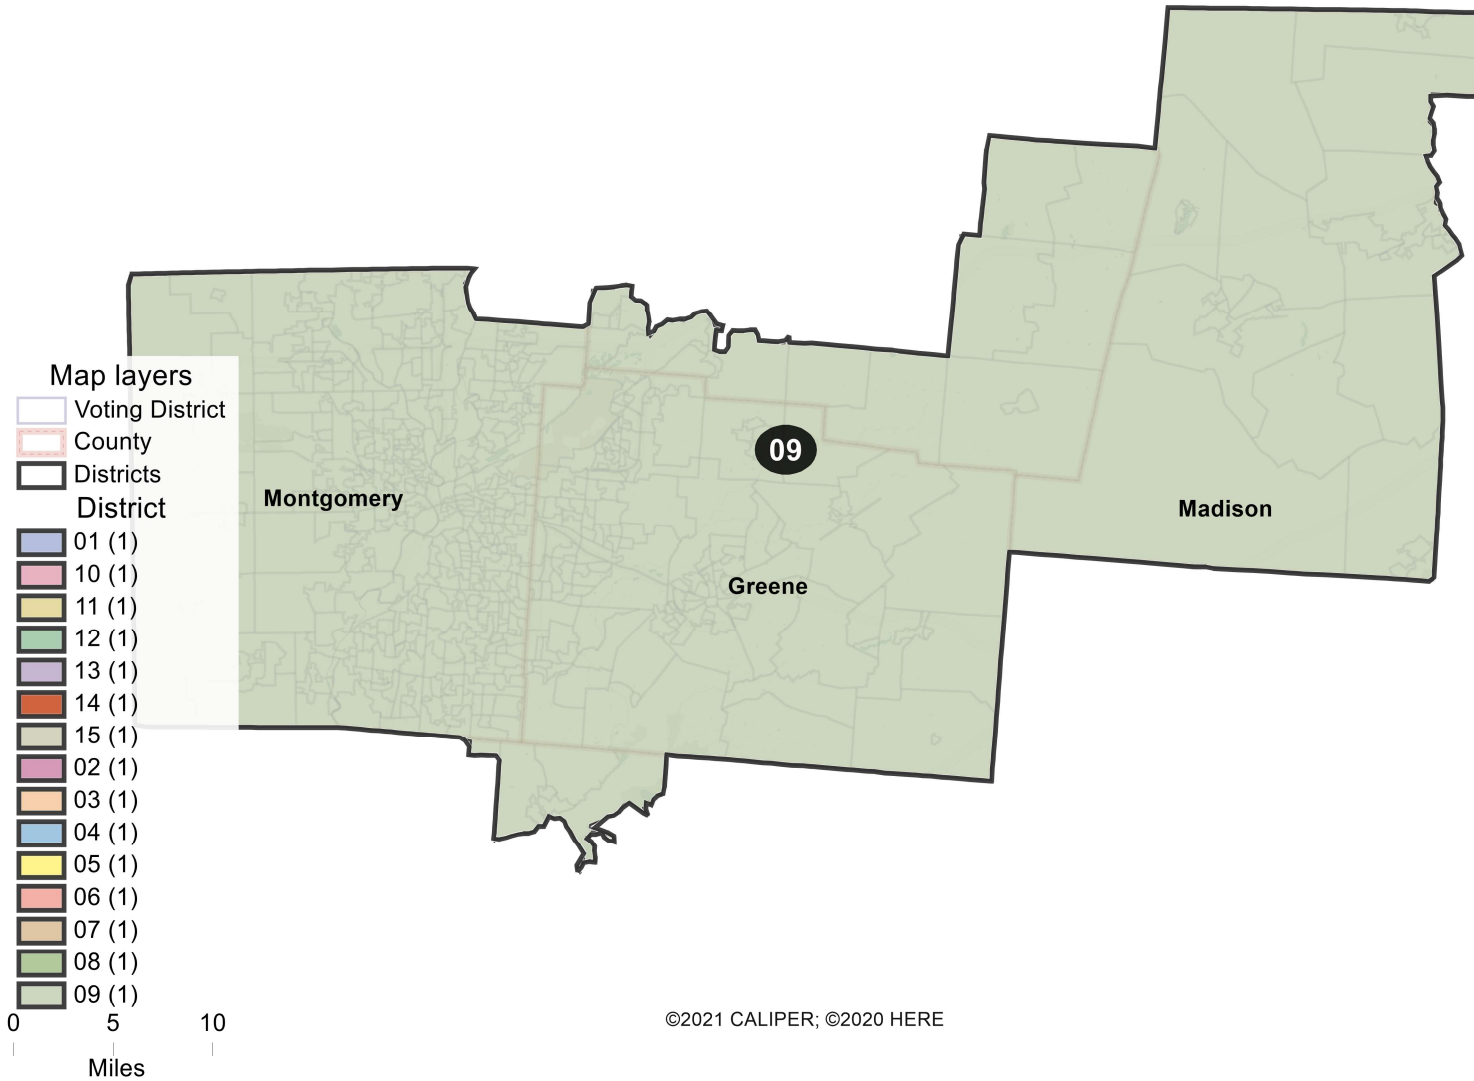 Map layers
Voting District
County
Districts
District
01 (1)
10 (1)
11 (1)
12 (1)
13 (1)
14 (1)
15 (1)
02 (1)
03 (1)
04 (1)
05 (1)
06 (1)
07 (1)
08 (1)
09 (1)
0 5 10
Miles
Montgomery
09
Greene
Madison
©2021 CALIPER; ©2020 HERE